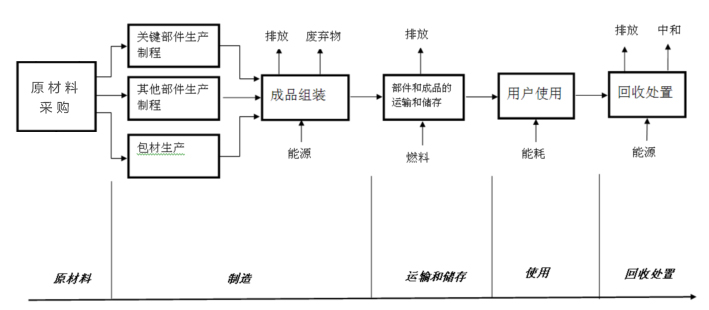 关键部件生产
制程
排放
废弃物
排放
排放
中和
原材料
采购
其他部件生产
制程
成品组装
部件和成品的
运输和储存
用户使用
回收处置
包材生产
能源
燃料
能耗
能源
原材料
制造
运输和储存
使用
回收处置